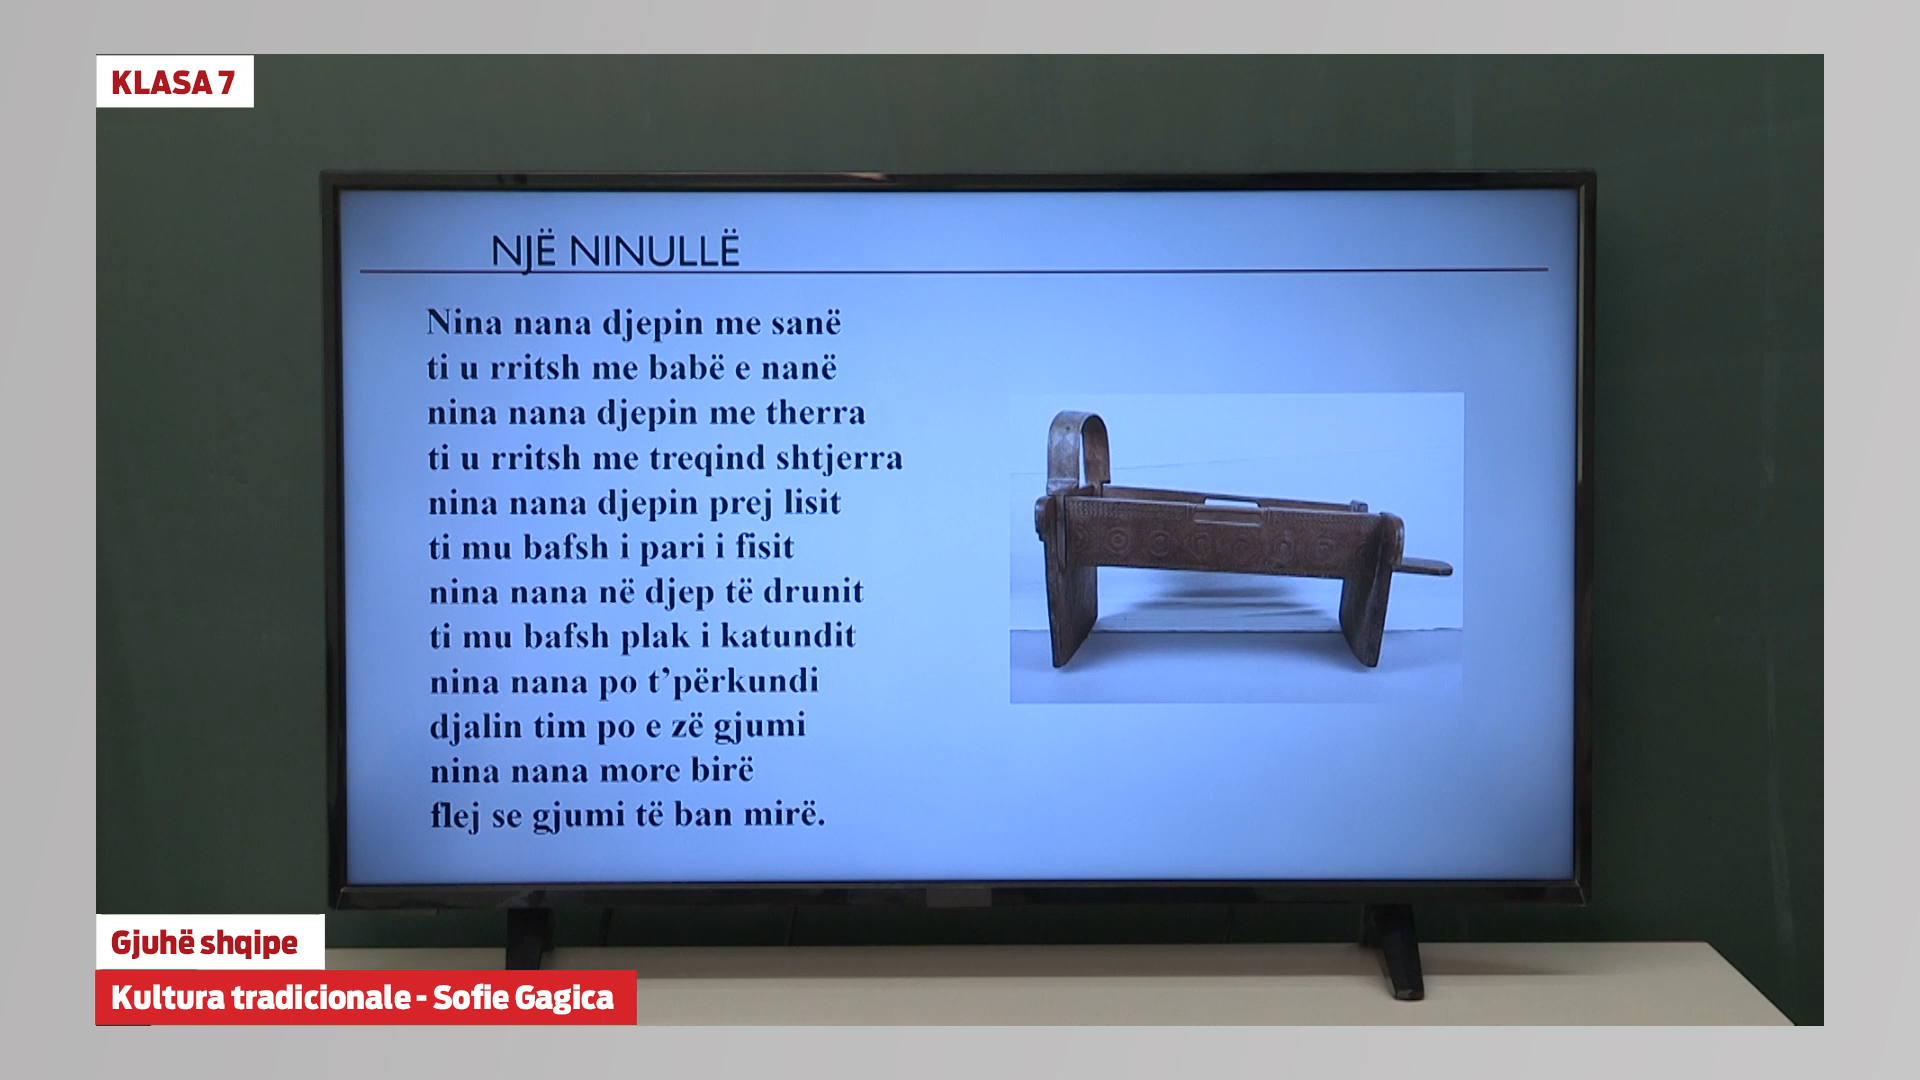 KLASA 7
NJË NINULLË
Nina nana djepin me sanë
ti u rritsh me babë e nanë
nina nana djepin me therra
ti u rritsh me treqind shtjerra
nina nana djepin prej lisit
ti mu bafsh i pari i fisit
nina nana në djep të drunit
ti mu bafsh plak i katundit
nina nana po t’përkundi
djalin tim po e zë gjumi
nina nana more birë
flej se gjumi të ban mirë.
Gjuhë shqipe
Kultura tradicionale - Sofie Gagica